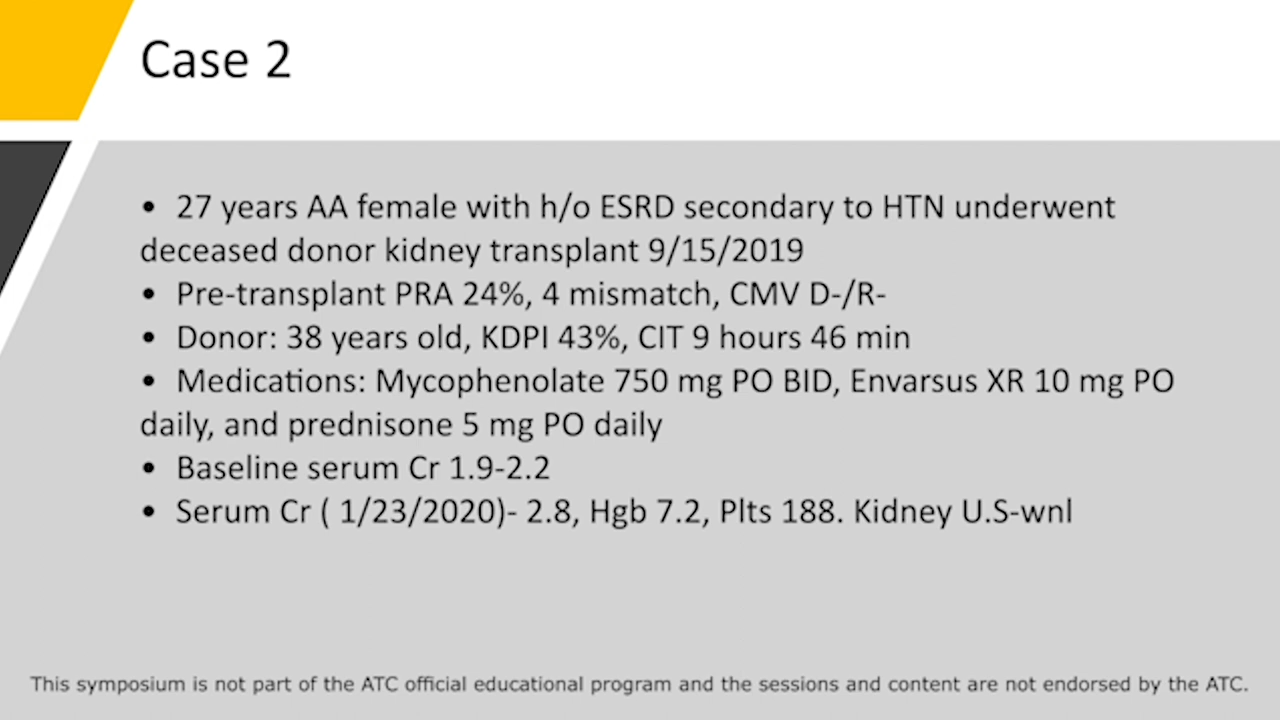 Case 2
• 27 years AA female with h/o ESRD secondary to HTN underwent
deceased donor kidney transplant 9/15/2019
• Pre-transplant PRA 24%, 4 mismatch, CMV D-/R-
• Donor: 38 years old, KDPI 43%, CIT 9 hours 46 min
• Medications: Mycophenolate 750 mg PO BID, Envarsus XR 10 mg PO
daily, and prednisone 5 mg PO daily
• Baseline serum Cr 1.9-2.2
• Serum Cr ( 1/23/2020)- 2.8, Hgb 7.2, Plts 188. Kidney U.S-wnl
This symposium is not part of the ATC official educational program and the sessions and content are not endorsed by the ATC.